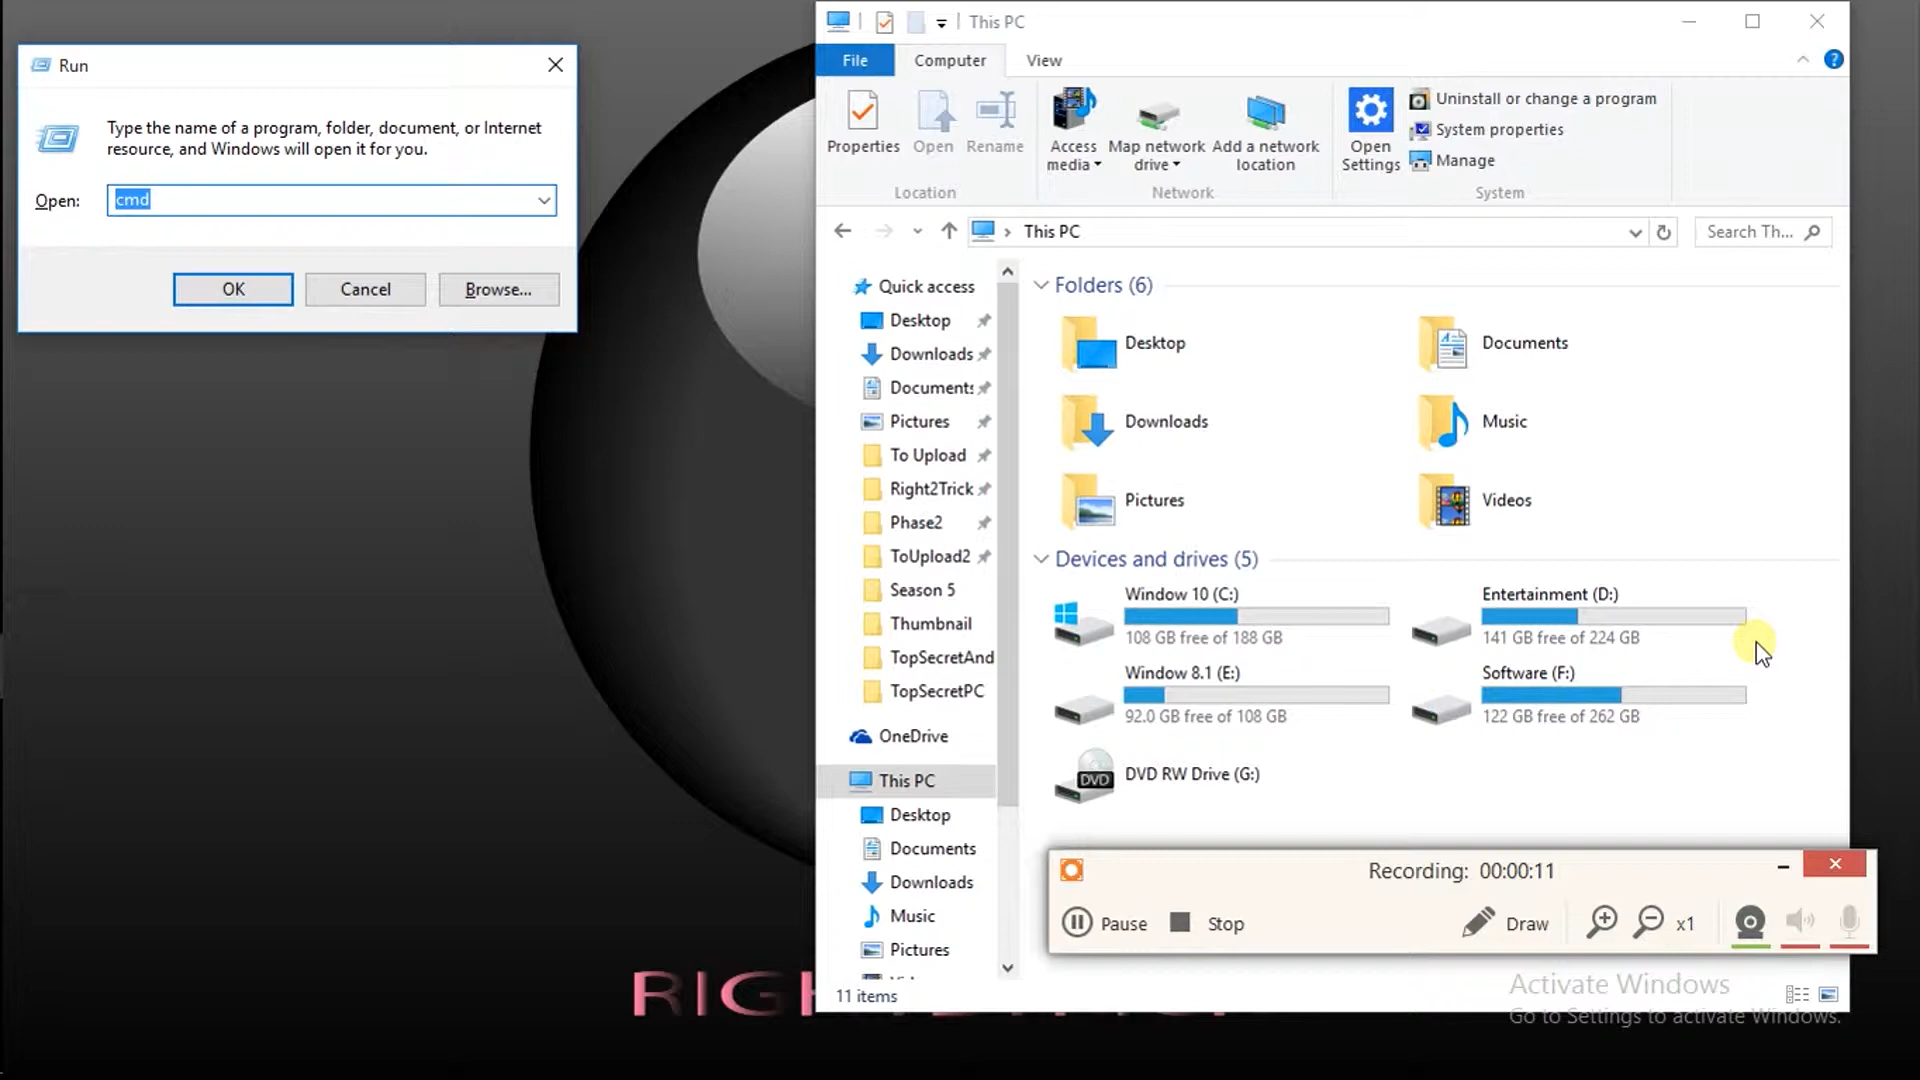 Run
Type the name of a program, folder, document, or Internet
resource, and Windows will open it for you.
Open:
cmd
OK
Cancel
Browse...
This PC
File
Computer
View
?
Properties
Open
Rename
Access
media
Map network
drive
Add a network
location
Open
Settings
Uninstall or change a program
System properties
Manage
Location
Network
System
This PC
Search Th...
Quick access
Desktop
Downloads
Documents
Pictures
To Upload
Right2Trick
Phase2
ToUpload2
Season 5
Thumbnail
TopSecretAnd
TopSecretPC
OneDrive
This PC
Desktop
Documents
Downloads
Music
Pictures
Folders (6)
Desktop
Documents
Downloads
Music
Pictures
Videos
Devices and drives (5)
Window 10 (C:)
108 GB free of 188 GB
Entertainment (D:)
141 GB free of 224 GB
Window 8.1 (E:)
92.0 GB free of 108 GB
Software (F:)
122 GB free of 262 GB
DVD
DVD RW Drive (G:)
Recording: 00:00:11
Pause
Stop
Draw
x1
11 items
Activate Windows
Go to Settings to activate Windows.